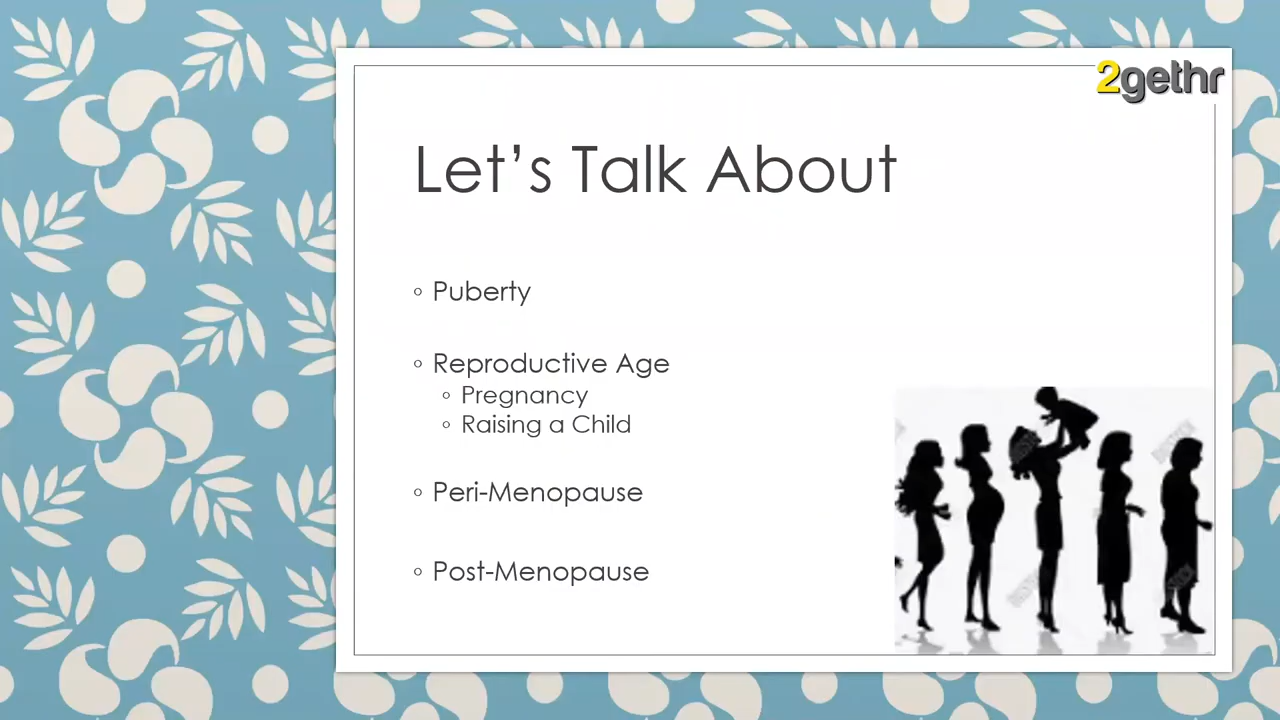 2gethr
Let's Talk About
◦ Puberty
◦ Reproductive Age
◦ Pregnancy
◦ Raising a Child
◦ Peri-Menopause
◦ Post-Menopause